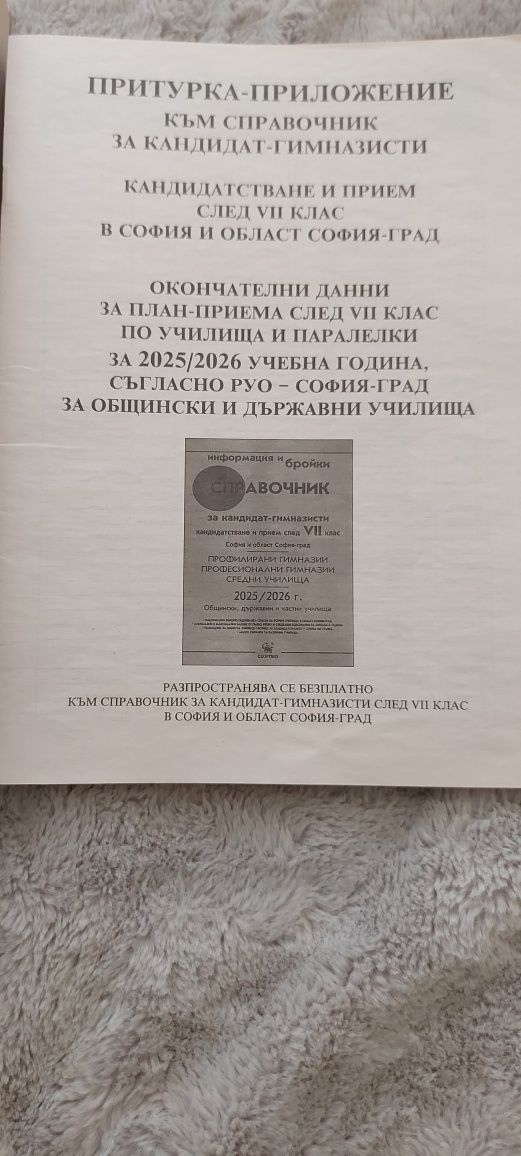 ПРИТУРКА-ПРИЛОЖЕНИЕ
КЪМ СПРАВОЧНИК
ЗА КАНДИДАТ-ГИМНАЗИСТИ
КАНДИДАТСТВАНЕ И ПРИЕМ
СЛЕД VII КЛАС
В СОФИЯ И ОБЛАСТ СОФИЯ-ГРАД
ОКОНЧАТЕЛНИ ДАННИ
ЗА ПЛАН-ПРИЕМА СЛЕД VII КЛАС
ПО УЧИЛИЩА И ПАРАЛЕЛКИ
ЗА 2025/2026 УЧЕБНА ГОДИНА,
СЪГЛАСНО РУО – СОФИЯ-ГРАД
ЗА ОБЩИНСКИ И ДЪРЖАВНИ УЧИЛИЩА
информация и бройки
СПРАВОЧНИК
за кандидат-гимназисти
кандидатстване и прием след VII клас
София и област София-град
ПРОФИЛИРАНИ ГИМНАЗИИ
ПРОФЕСИОНАЛНИ ГИМНАЗИИ
СРЕДНИ УЧИЛИЩА
2025/2026 г.
Общински, държавни и частни училища
РАЗПРОСТРАНЯВА СЕ БЕЗПЛАТНО
КЪМ СПРАВОЧНИК ЗА КАНДИДАТ-ГИМНАЗИСТИ СЛЕД VII КЛАС
В СОФИЯ И ОБЛАСТ СОФИЯ-ГРАД